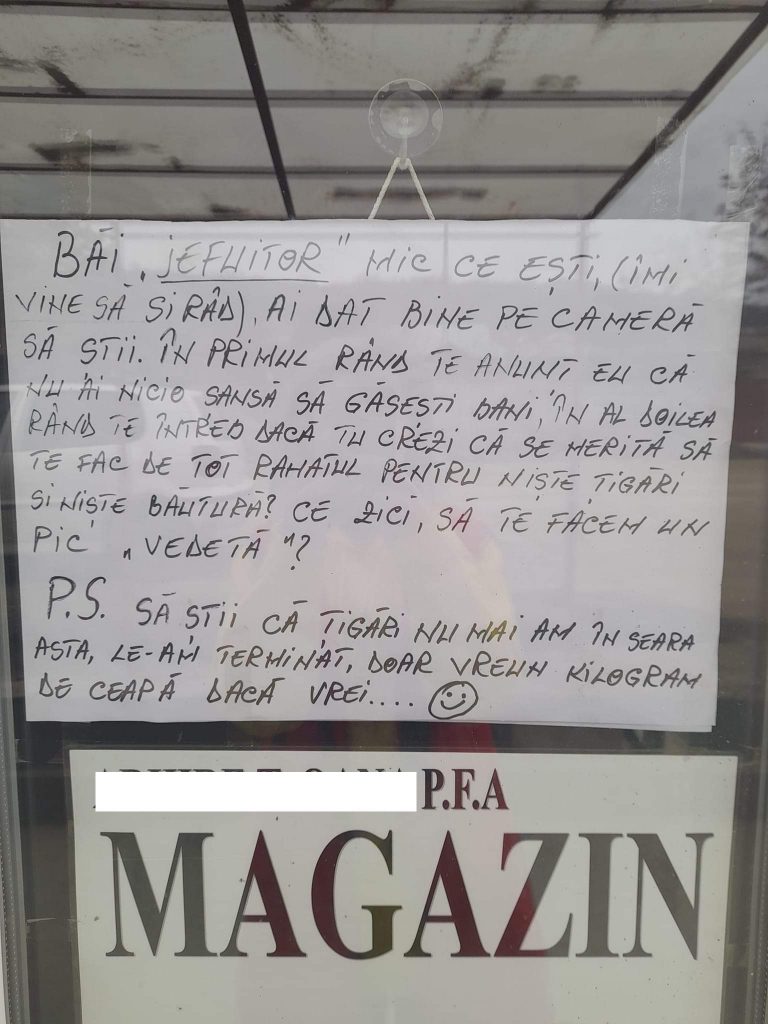 BĂI „JEFUITOR" MIC CE EȘTI, (ÎMI
VINE SĂ ȘI RÂD), AI DAT BINE PE CAMERĂ
SĂ ȘTII. ÎN PRIMUL RÂND TE ANUNȚ EU CĂ
NU AI NICIO ȘANSĂ SĂ GĂSEȘTI BANI, ÎN AL DOILEA
RÂND TE ÎNTREB DACĂ TU CREZI CĂ SE MERITĂ SĂ
TE FAC DE TOT RAHATUL PENTRU NIȘTE ȚIGĂRI
ȘI NIȘTE BĂUTURĂ? CE ZICI, SĂ TE FACEM UN
PIC „VEDETĂ"?
P.S. SĂ ȘTII CĂ ȚIGĂRI NU MAI AM ÎN SEARA
ASTA, LE-AM TERMINAT, DOAR VREUN KILOGRAM
DE CEAPĂ DACĂ VREI....
P.F.A
MAGAZIN